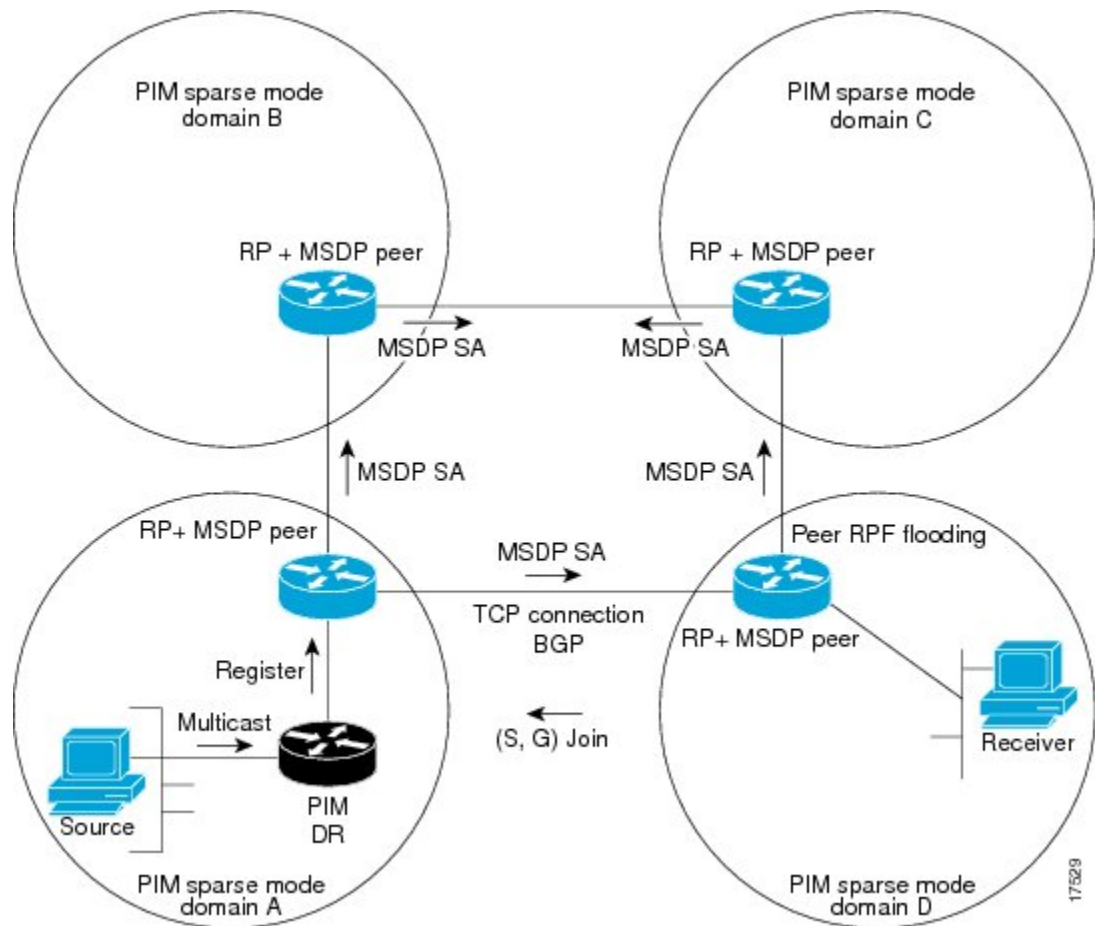 PIM sparse mode
domain B
PIM sparse mode
domain C
RP + MSDP peer
RP + MSDP peer
MSDP SA
MSDP SA
MSDP SA
MSDP SA
RP+ MSDP peer
MSDP SA
Peer RPF flooding
TCP connection
BGP
RP+ MSDP peer
Register
Multicast
(S, G) Join
Receiver
Source
PIM
DR
PIM sparse mode
domain A
PIM sparse mode
domain D
17529